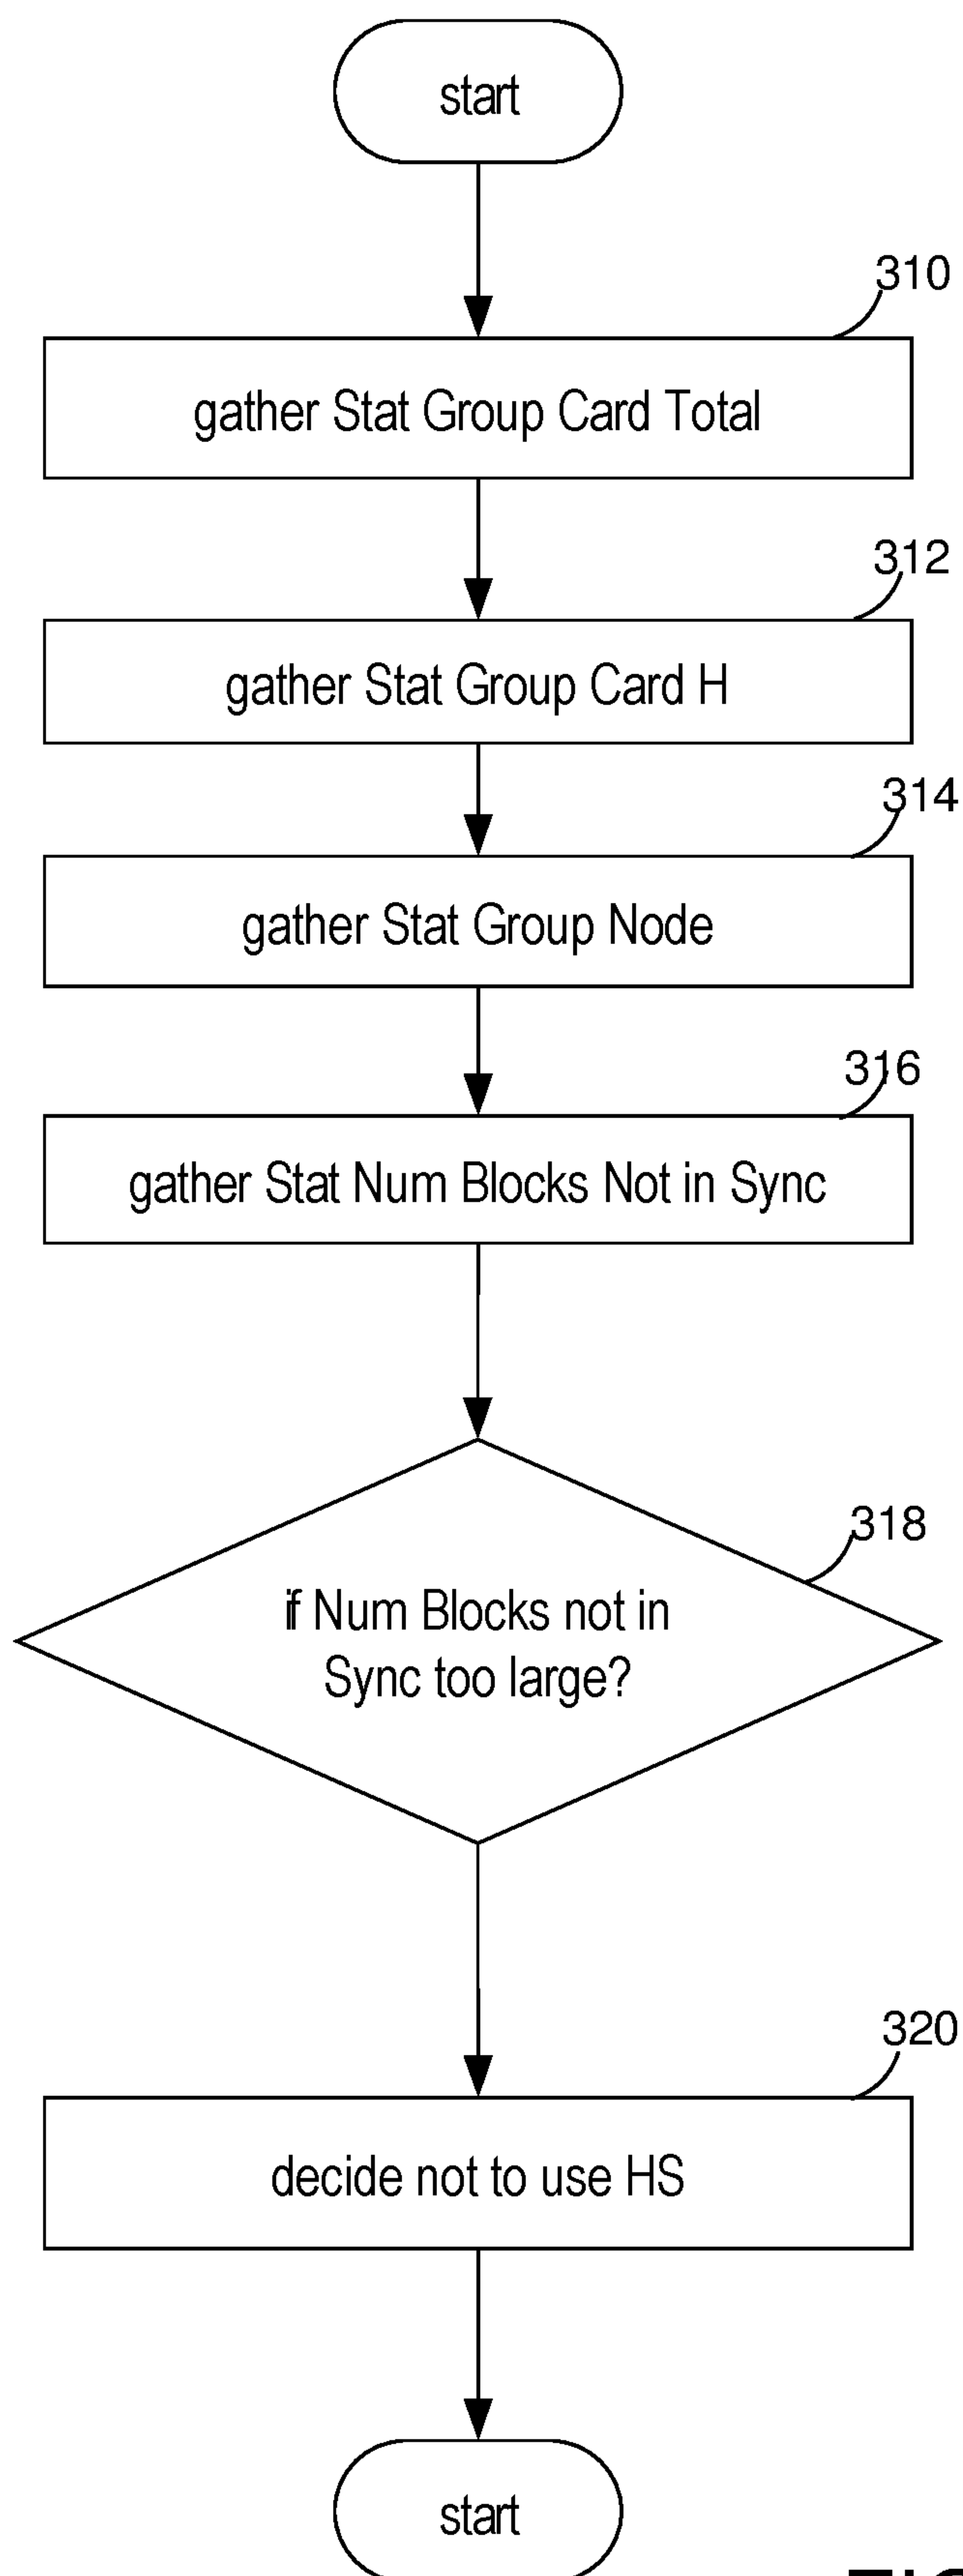 start
310
gather Stat Group Card Total
312
gather Stat Group Card H
314
gather Stat Group Node
316
gather Stat Num Blocks Not in Sync
318
if Num Blocks not in
Sync too large?
320
decide not to use HS
start